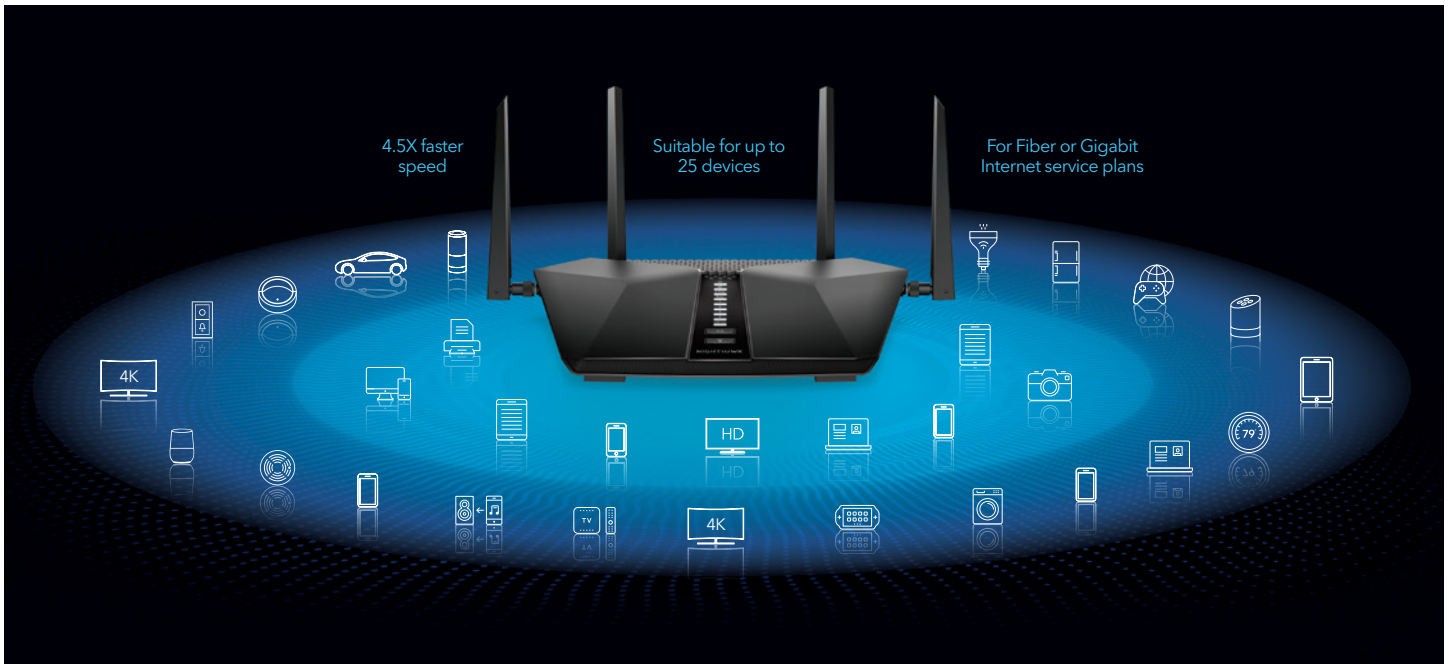 4.5X faster
speed
Suitable for up to
25 devices
For Fiber or Gigabit
Internet service plans
NIGHTHAWK
4K
HD
79°
TV
4K